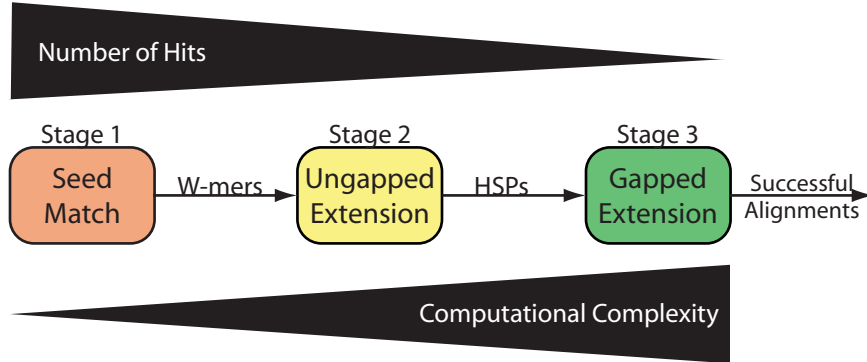 Number of Hits
Stage 1
Seed
Match
W-mers
Stage 2
Ungapped
Extension
HSPs
Stage 3
Gapped
Extension
Successful
Alignments
Computational Complexity